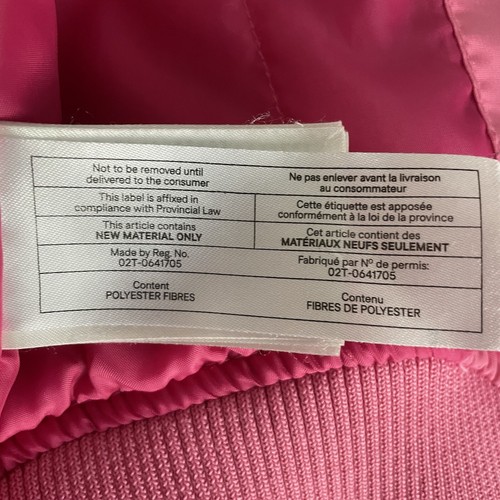 Not to be removed until
delivered to the consumer
This label is affixed in
compliance with Provincial Law
This article contains
NEW MATERIAL ONLY
Made by Reg. No.
02T-0641705
Content
POLYESTER FIBRES
Ne pas enlever avant la livraison
au consommateur
Cette étiquette est apposée
conformément à la loi de la province
Cet article contient des
MATÉRIAUX NEUFS SEULEMENT
Fabriqué par Nº de permis:
02T-0641705
Contenu
FIBRES DE POLYESTER